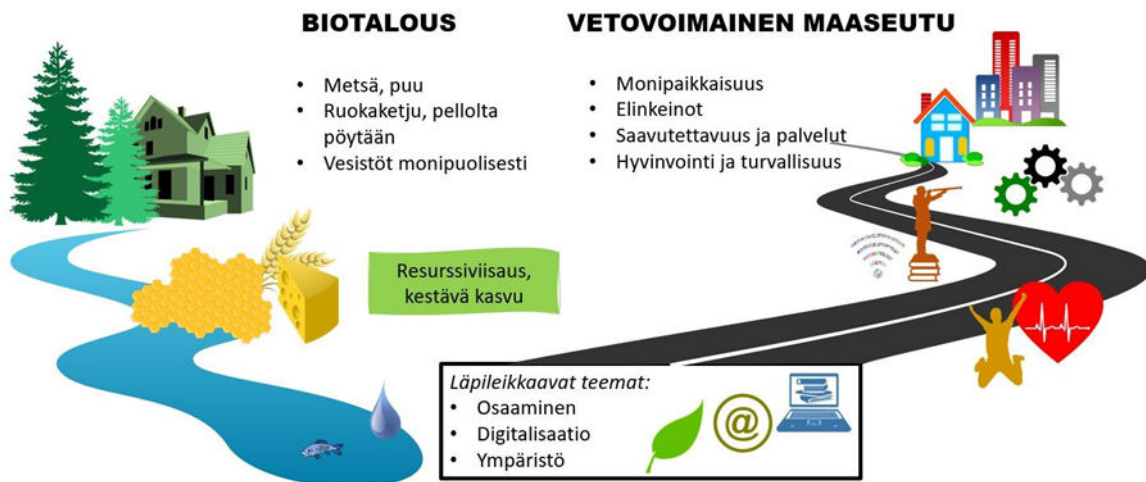 BIOTALOUS
• Metsä, puu
• Ruokaketju, pellolta
pöytään
• Vesistöt monipuolisesti
VETOVOIMAINEN MAASEUTU
• Monipaikkaisuus
• Elinkeinot
• Saavutettavuus ja palvelut
• Hyvinvointi ja turvallisuus
Resurssiviisaus,
kestävä kasvu
Läpileikkaavat teemat:
• Osaaminen
• Digitalisaatio
• Ympäristö
@